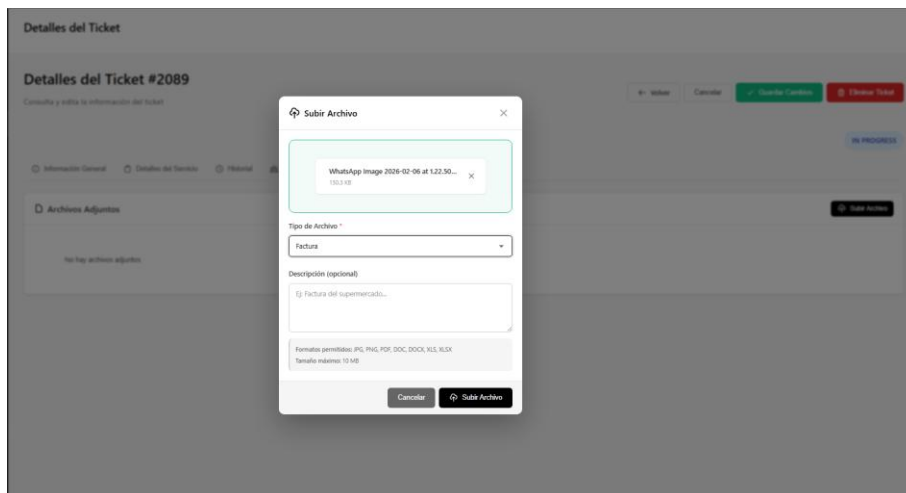 Detalles del Ticket
Detalles del Ticket #2089
Consulta y edita la información del ticket
← Volver
Cancelar
✓ Guardar Cambios
Eliminar Ticket
IN PROGRESS
Información General
Detalles del Servicio
Historial
Archivos Adjuntos
Subir Archivo
No hay archivos adjuntos
Subir Archivo
WhatsApp Image 2026-02-06 at 1.22.50...
Tipo de Archivo *
Factura
Descripción (opcional)
Ej: Factura del supermercado...
Formatos permitidos: JPG, PNG, PDF, DOC, DOCX, XLS, XLSX
Tamaño máximo: 10 MB
Cancelar
Subir Archivo